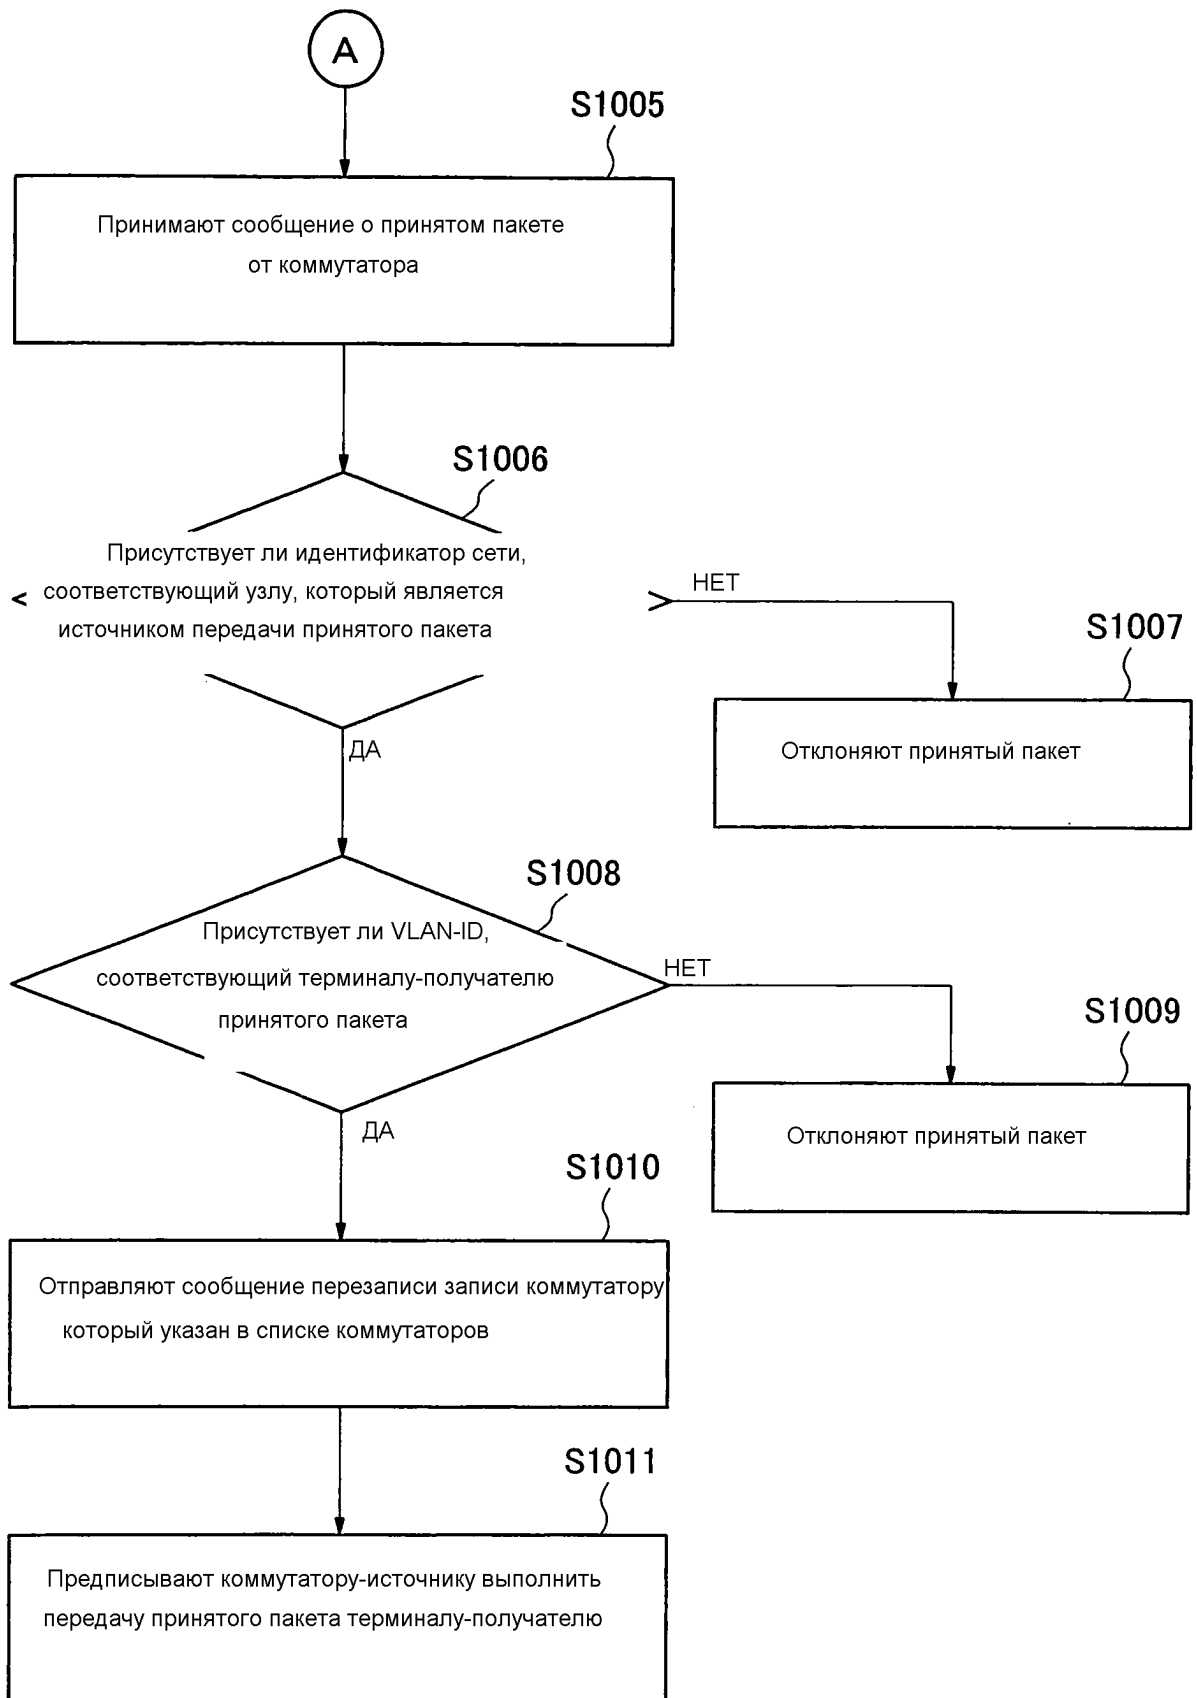 A
S1005
Принимают сообщение о принятом пакете
от коммутатора
S1006
Присутствует ли идентификатор сети,
соответствующий узлу, который является
источником передачи принятого пакета
НЕТ
S1007
Отклоняют принятый пакет
ДА
S1008
Присутствует ли VLAN-ID,
соответствующий терминалу-получателю
принятого пакета
НЕТ
S1009
Отклоняют принятый пакет
ДА
S1010
Отправляют сообщение перезаписи записи коммутатору
который указан в списке коммутаторов
S1011
Предписывают коммутатору-источнику выполнить
передачу принятого пакета терминалу-получателю